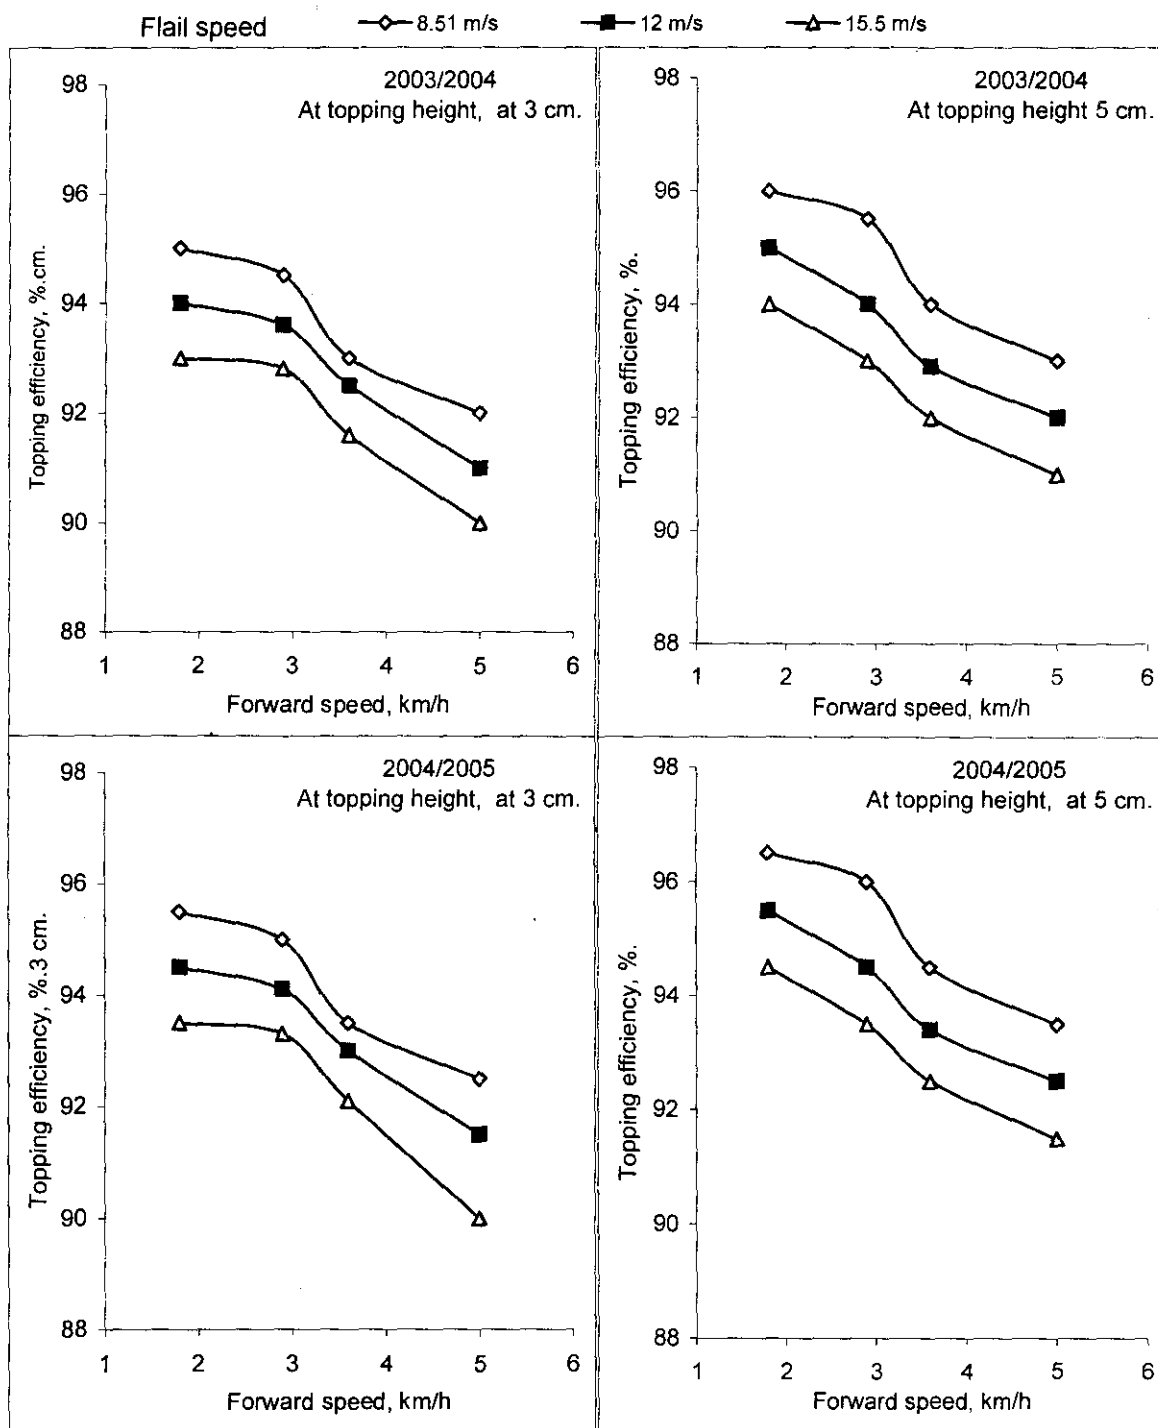 Flail speed 8.51 m/s 12 m/s 15.5 m/s
2003/2004
At topping height, at 3 cm.
98
96
94
92
90
88
Topping efficiency, %.cm.
1 2 3 4 5 6
Forward speed, km/h
2003/2004
At topping height 5 cm.
98
96
94
92
90
88
Topping efficiency, %.
1 2 3 4 5 6
Forward speed, km/h
2004/2005
At topping height, at 3 cm.
98
96
94
92
90
88
Topping efficiency, %.3 cm.
1 2 3 4 5 6
Forward speed, km/h
2004/2005
At topping height, at 5 cm.
98
96
94
92
90
88
Topping efficiency, %.
1 2 3 4 5 6
Forward speed, km/h